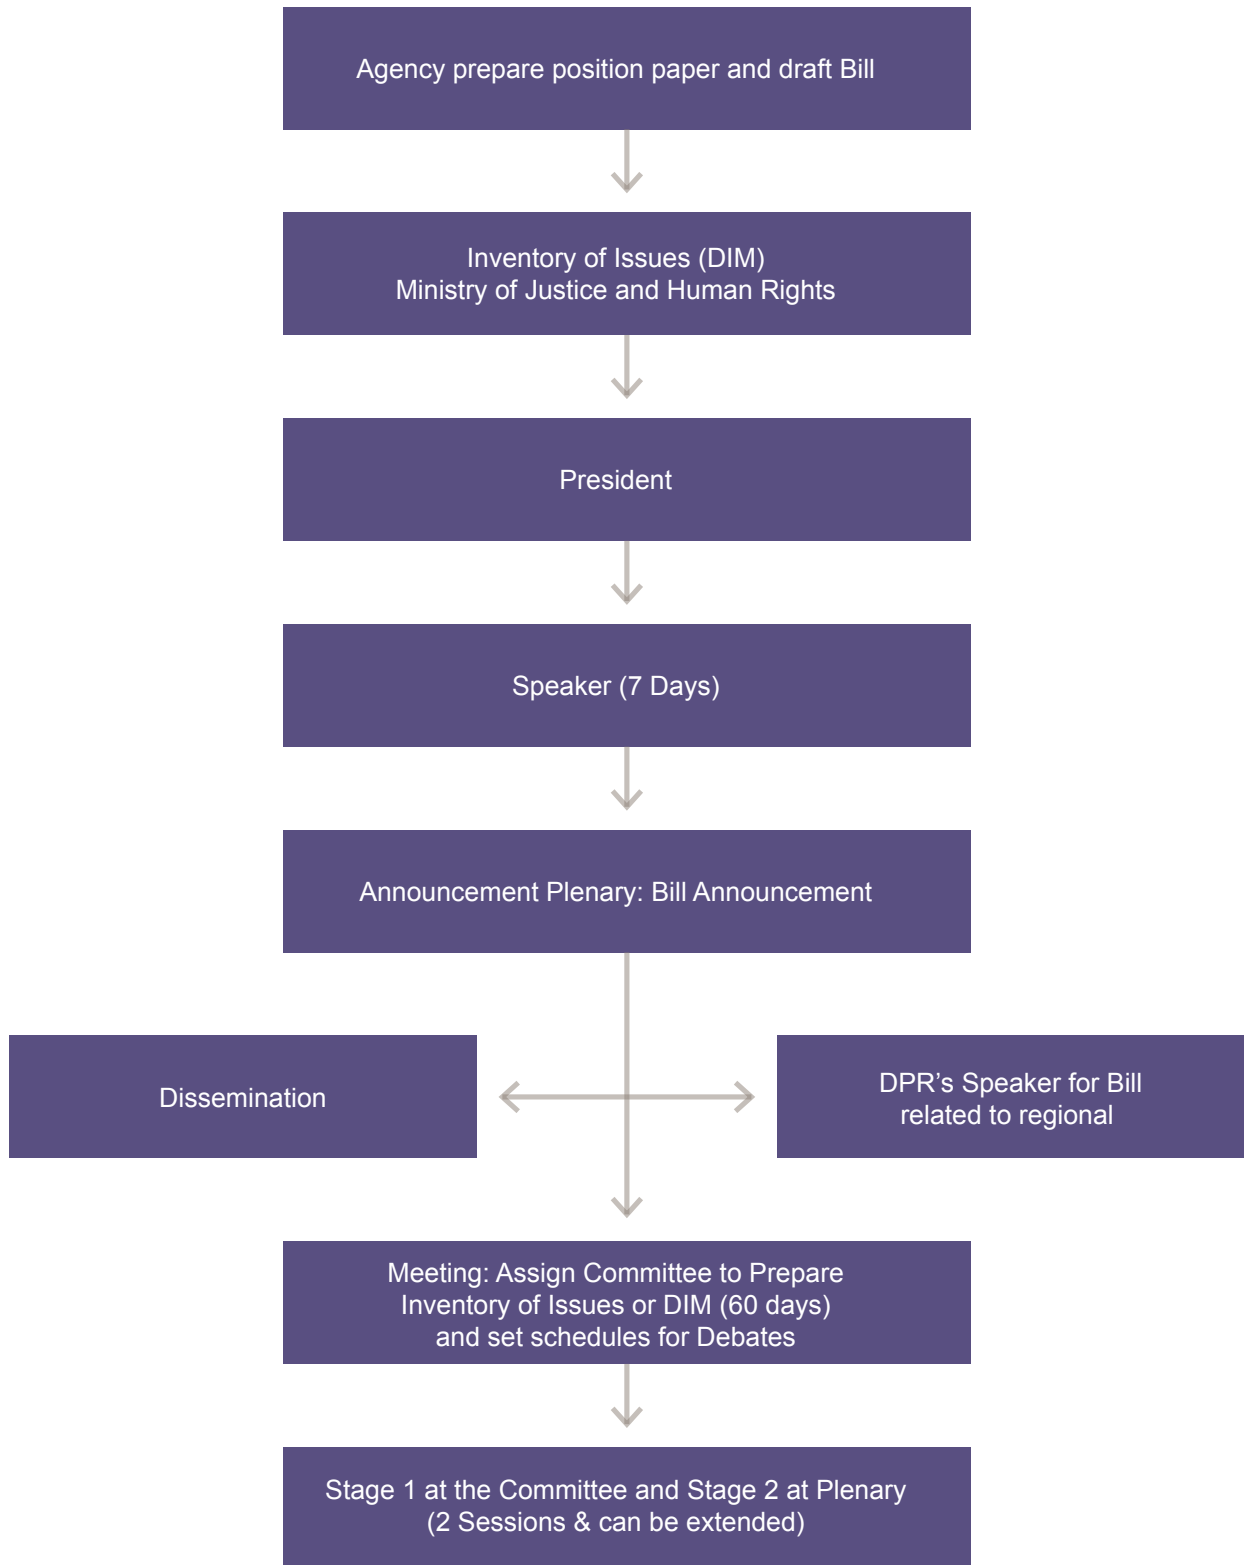 Agency prepare position paper and draft Bill
Inventory of Issues (DIM)
Ministry of Justice and Human Rights
President
Speaker (7 Days)
Announcement Plenary: Bill Announcement
Dissemination
DPR’s Speaker for Bill
related to regional
Meeting: Assign Committee to Prepare
Inventory of Issues or DIM (60 days)
and set schedules for Debates
Stage 1 at the Committee and Stage 2 at Plenary
(2 Sessions & can be extended)